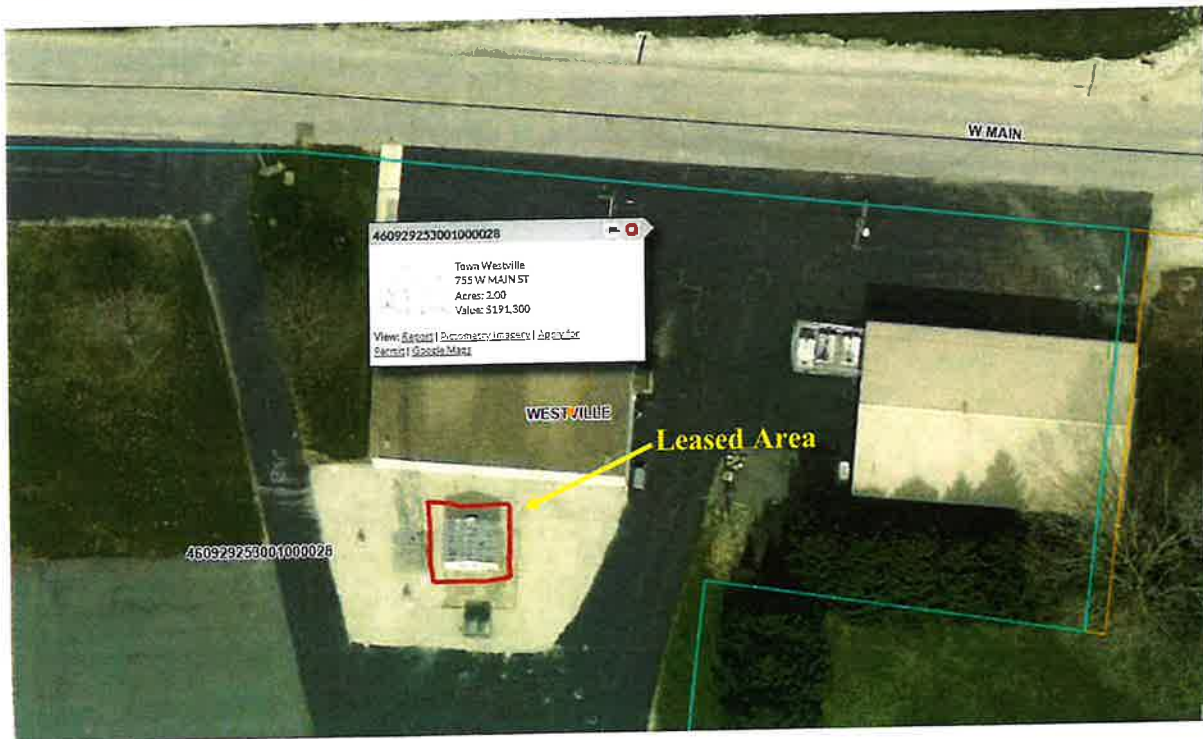 W MAIN
460929253001000028
Town Westville
755 W MAIN ST
Acres: 2.00
Value: $191,300
View: Report | Pictometry Imagery | Apply for
Permit | Google Maps
WESTVILLE
Leased Area
460929253001000028